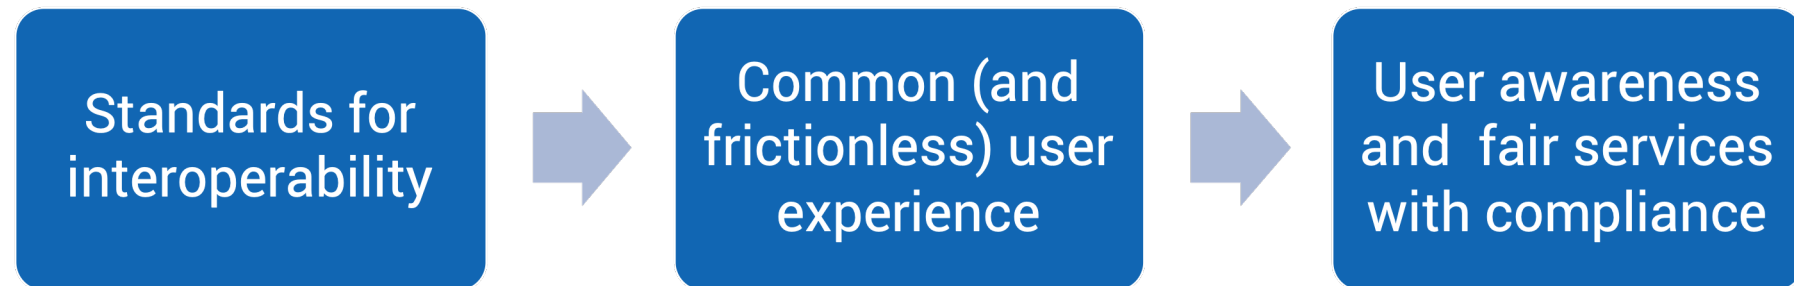 Standards for
interoperability
Common (and
frictionless) user
experience
User awareness
and  fair services
with compliance